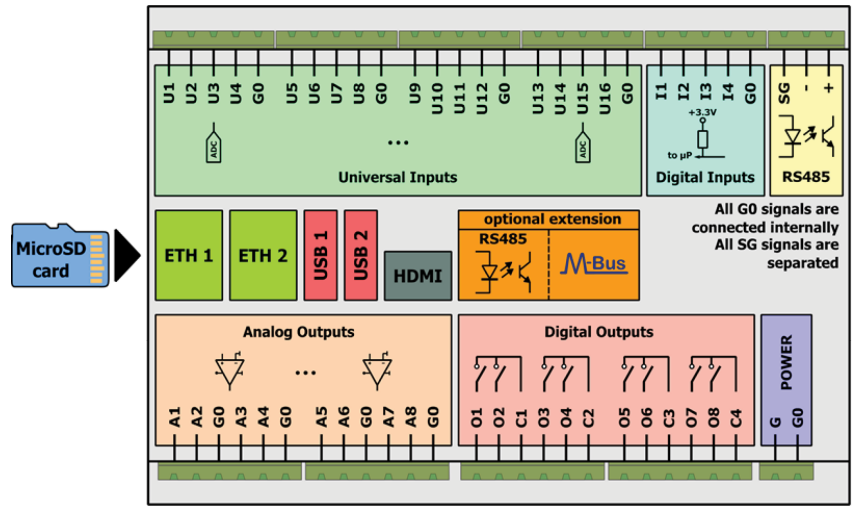 U1 U2 U3 U4 G0 U5 U6 U7 U8 G0 U9 U10 U11 U12 G0 U13 U14 U15 U16 G0 I1 I2 I3 I4 G0 SG - +
+3.3V
ADC ... ADC
to µP
Universal Inputs Digital Inputs RS485
All G0 signals are
connected internally
All SG signals are
separated
MicroSD
card
ETH 1 ETH 2 USB 1 USB 2 HDMI
optional extension
RS485
M-Bus
Analog Outputs Digital Outputs POWER
...
A1 A2 G0 A3 A4 G0 A5 A6 G0 A7 A8 G0 O1 O2 C1 O3 O4 C2 O5 O6 C3 O7 O8 C4 G G0